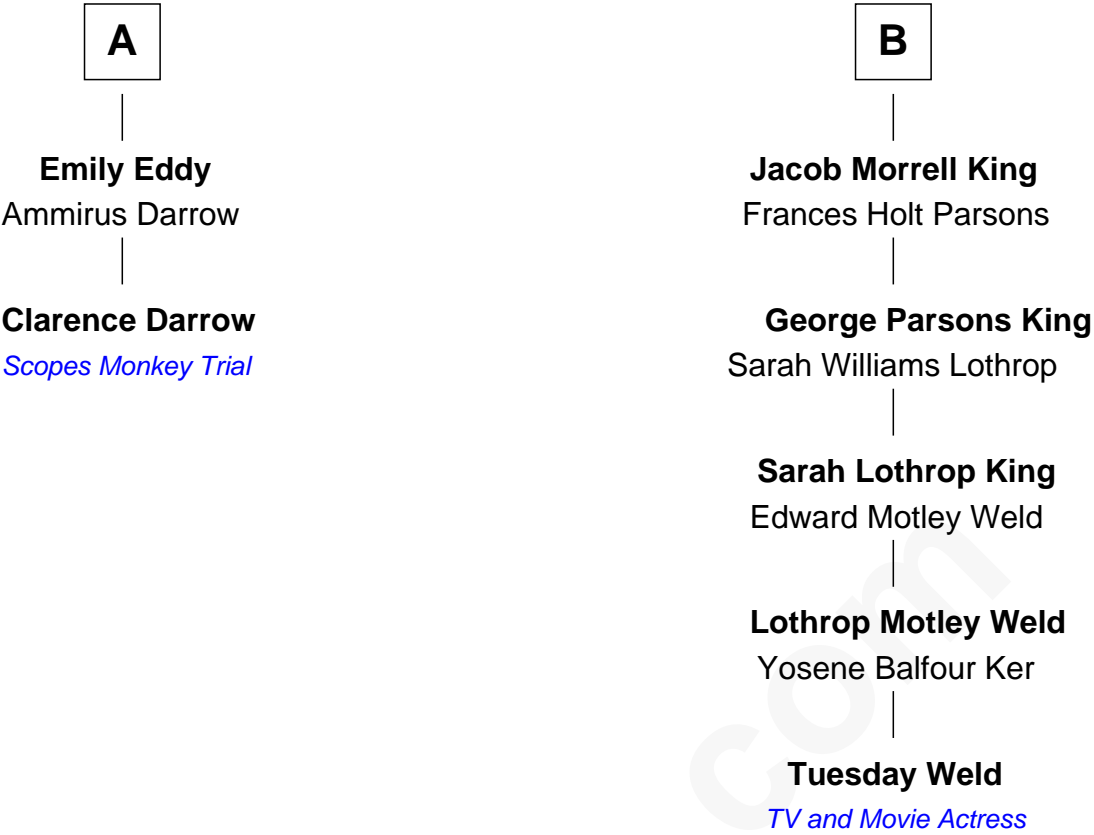 A
Emily Eddy
Ammirus Darrow
Clarence Darrow
Scopes Monkey Trial
B
Jacob Morrell King
Frances Holt Parsons
George Parsons King
Sarah Williams Lothrop
Sarah Lothrop King
Edward Motley Weld
Lothrop Motley Weld
Yosene Balfour Ker
Tuesday Weld
TV and Movie Actress
com